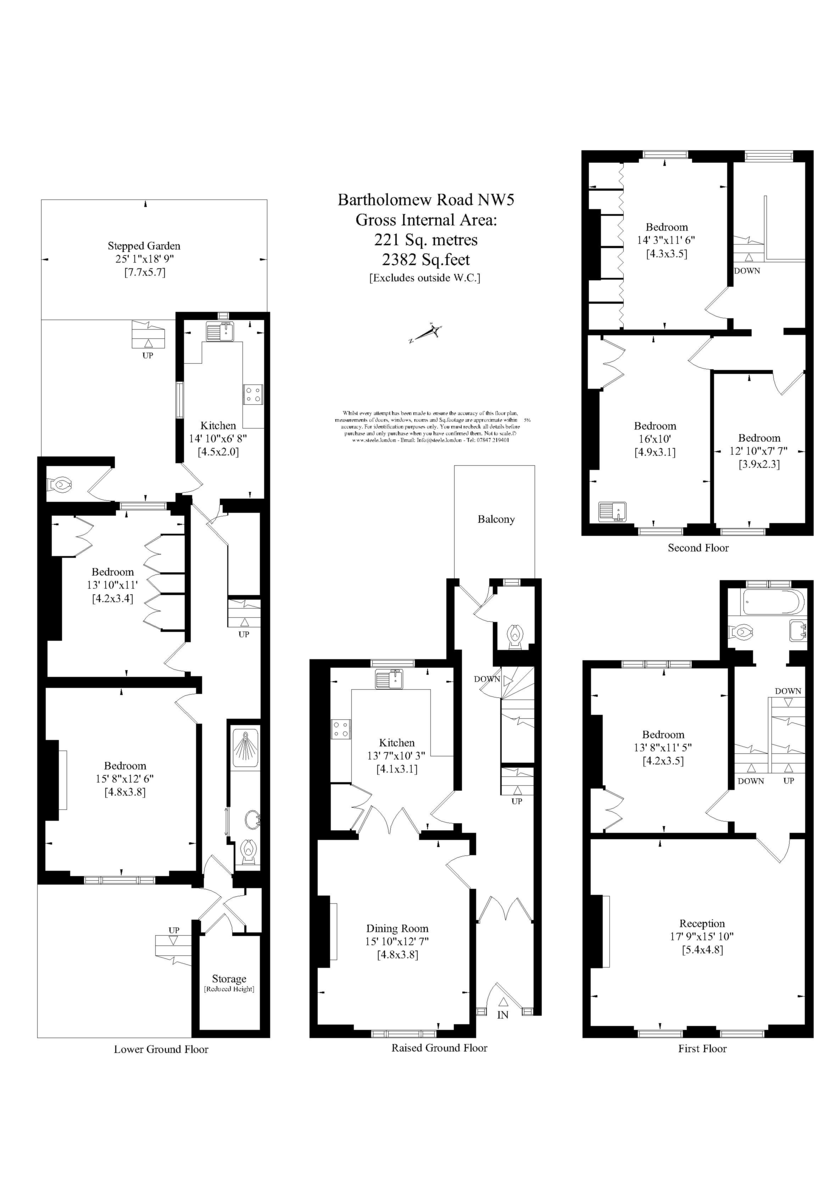 Bartholomew Road NW5
Gross Internal Area:
221 Sq. metres
2382 Sq.feet
[Excludes outside W.C.]
N
Whilst every attempt has been made to ensure the accuracy of this floor plan,
measurements of doors, windows, rooms and Sq.footage are approximate within 5%
accuracy. For identification purposes only. You must recheck all details before
purchase and only purchase when you have confirmed them. Not to scale.©
www.steele.london - Email: Info@steele.london - Tel: 07847 219410
Stepped Garden
25' 1"x18' 9"
[7.7x5.7]
UP
Kitchen
14' 10"x6' 8"
[4.5x2.0]
Bedroom
13' 10"x11'
[4.2x3.4]
UP
Bedroom
15' 8"x12' 6"
[4.8x3.8]
UP
Storage
[Reduced Height]
Lower Ground Floor
Balcony
DOWN
Kitchen
13' 7"x10' 3"
[4.1x3.1]
UP
Dining Room
15' 10"x12' 7"
[4.8x3.8]
IN
Raised Ground Floor
Bedroom
14' 3"x11' 6"
[4.3x3.5]
DOWN
Bedroom
16'x10'
[4.9x3.1]
Bedroom
12' 10"x7' 7"
[3.9x2.3]
Second Floor
DOWN
Bedroom
13' 8"x11' 5"
[4.2x3.5]
DOWN
UP
Reception
17' 9"x15' 10"
[5.4x4.8]
First Floor